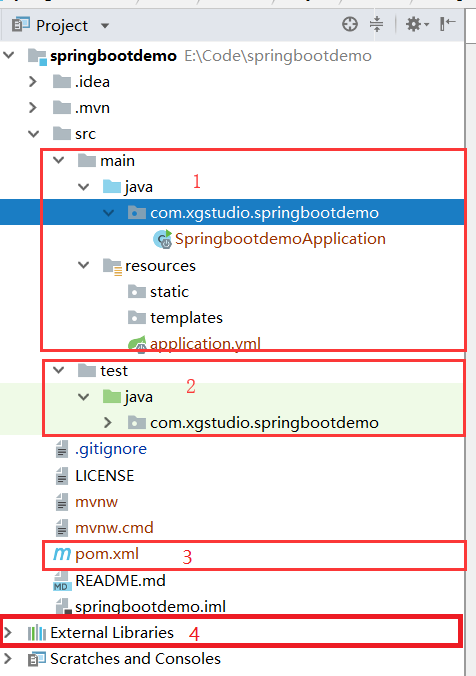 Project
springbootdemo E:\Code\springbootdemo
.idea
.mvn
src
main
java 1
com.xgstudio.springbootdemo
SpringbootdemoApplication
resources
static
templates
application.yml
test 2
java
com.xgstudio.springbootdemo
.gitignore
LICENSE
mvnw
mvnw.cmd
m pom.xml 3
MD README.md
springbootdemo.iml
External Libraries 4
Scratches and Consoles